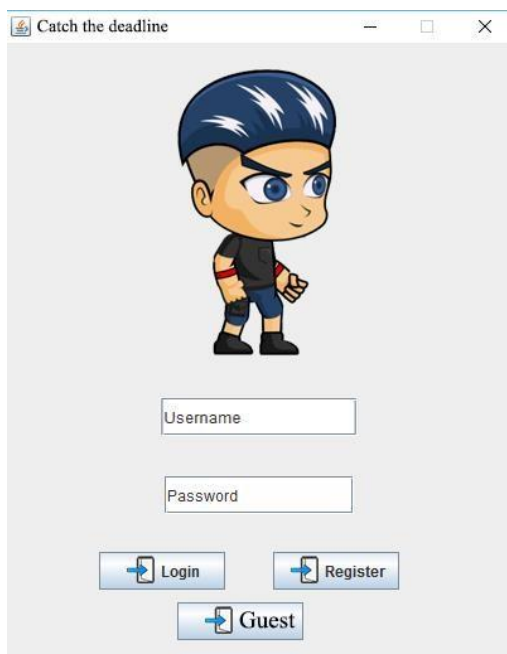 Catch the deadline
Username
Password
Login
Register
Guest